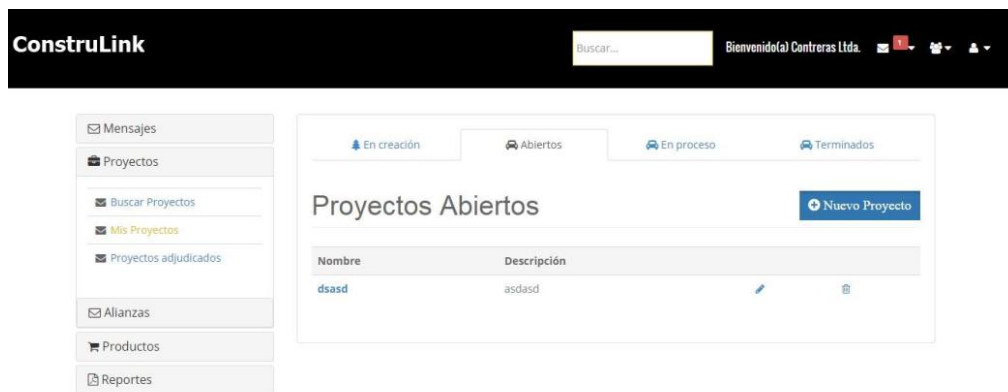 ConstruLink
Buscar...
Bienvenido(a) Contreras Ltda.
1
Mensajes
Proyectos
Buscar Proyectos
Mis Proyectos
Proyectos adjudicados
Alianzas
Productos
Reportes
En creación
Abiertos
En proceso
Terminados
Proyectos Abiertos
Nuevo Proyecto
Nombre Descripción
dsasd asdasd